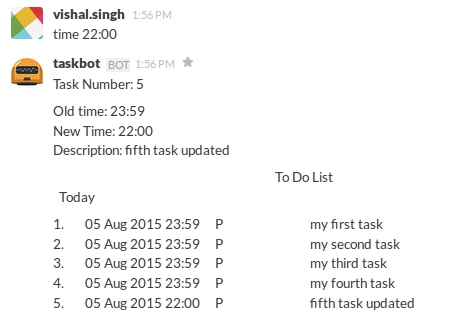 vishal.singh 1:56 PM
time 22:00
taskbot BOT 1:56 PM
Task Number: 5
Old time: 23:59
New Time: 22:00
Description: fifth task updated
To Do List
Today
1. 05 Aug 2015 23:59 P my first task
2. 05 Aug 2015 23:59 P my second task
3. 05 Aug 2015 23:59 P my third task
4. 05 Aug 2015 23:59 P my fourth task
5. 05 Aug 2015 22:00 P fifth task updated